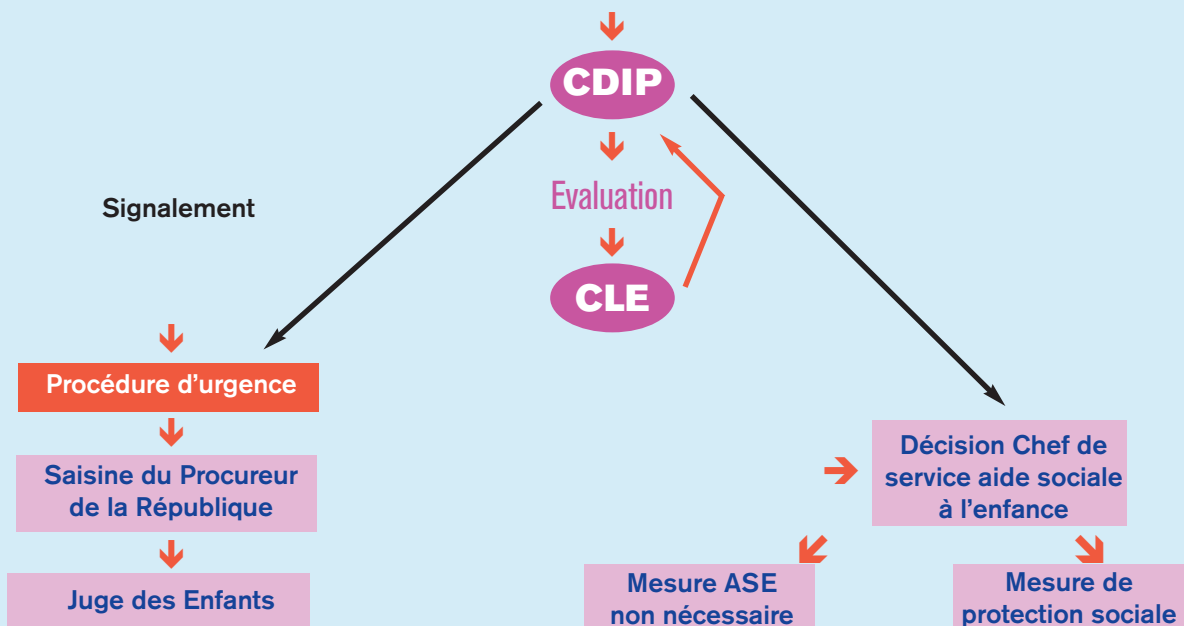 CDIP
Evaluation
Signalement
CLE
Procédure d’urgence
Saisine du Procureur
de la République
Juge des Enfants
Décision Chef de
service aide sociale
à l’enfance
Mesure ASE
non nécessaire
Mesure de
protection sociale